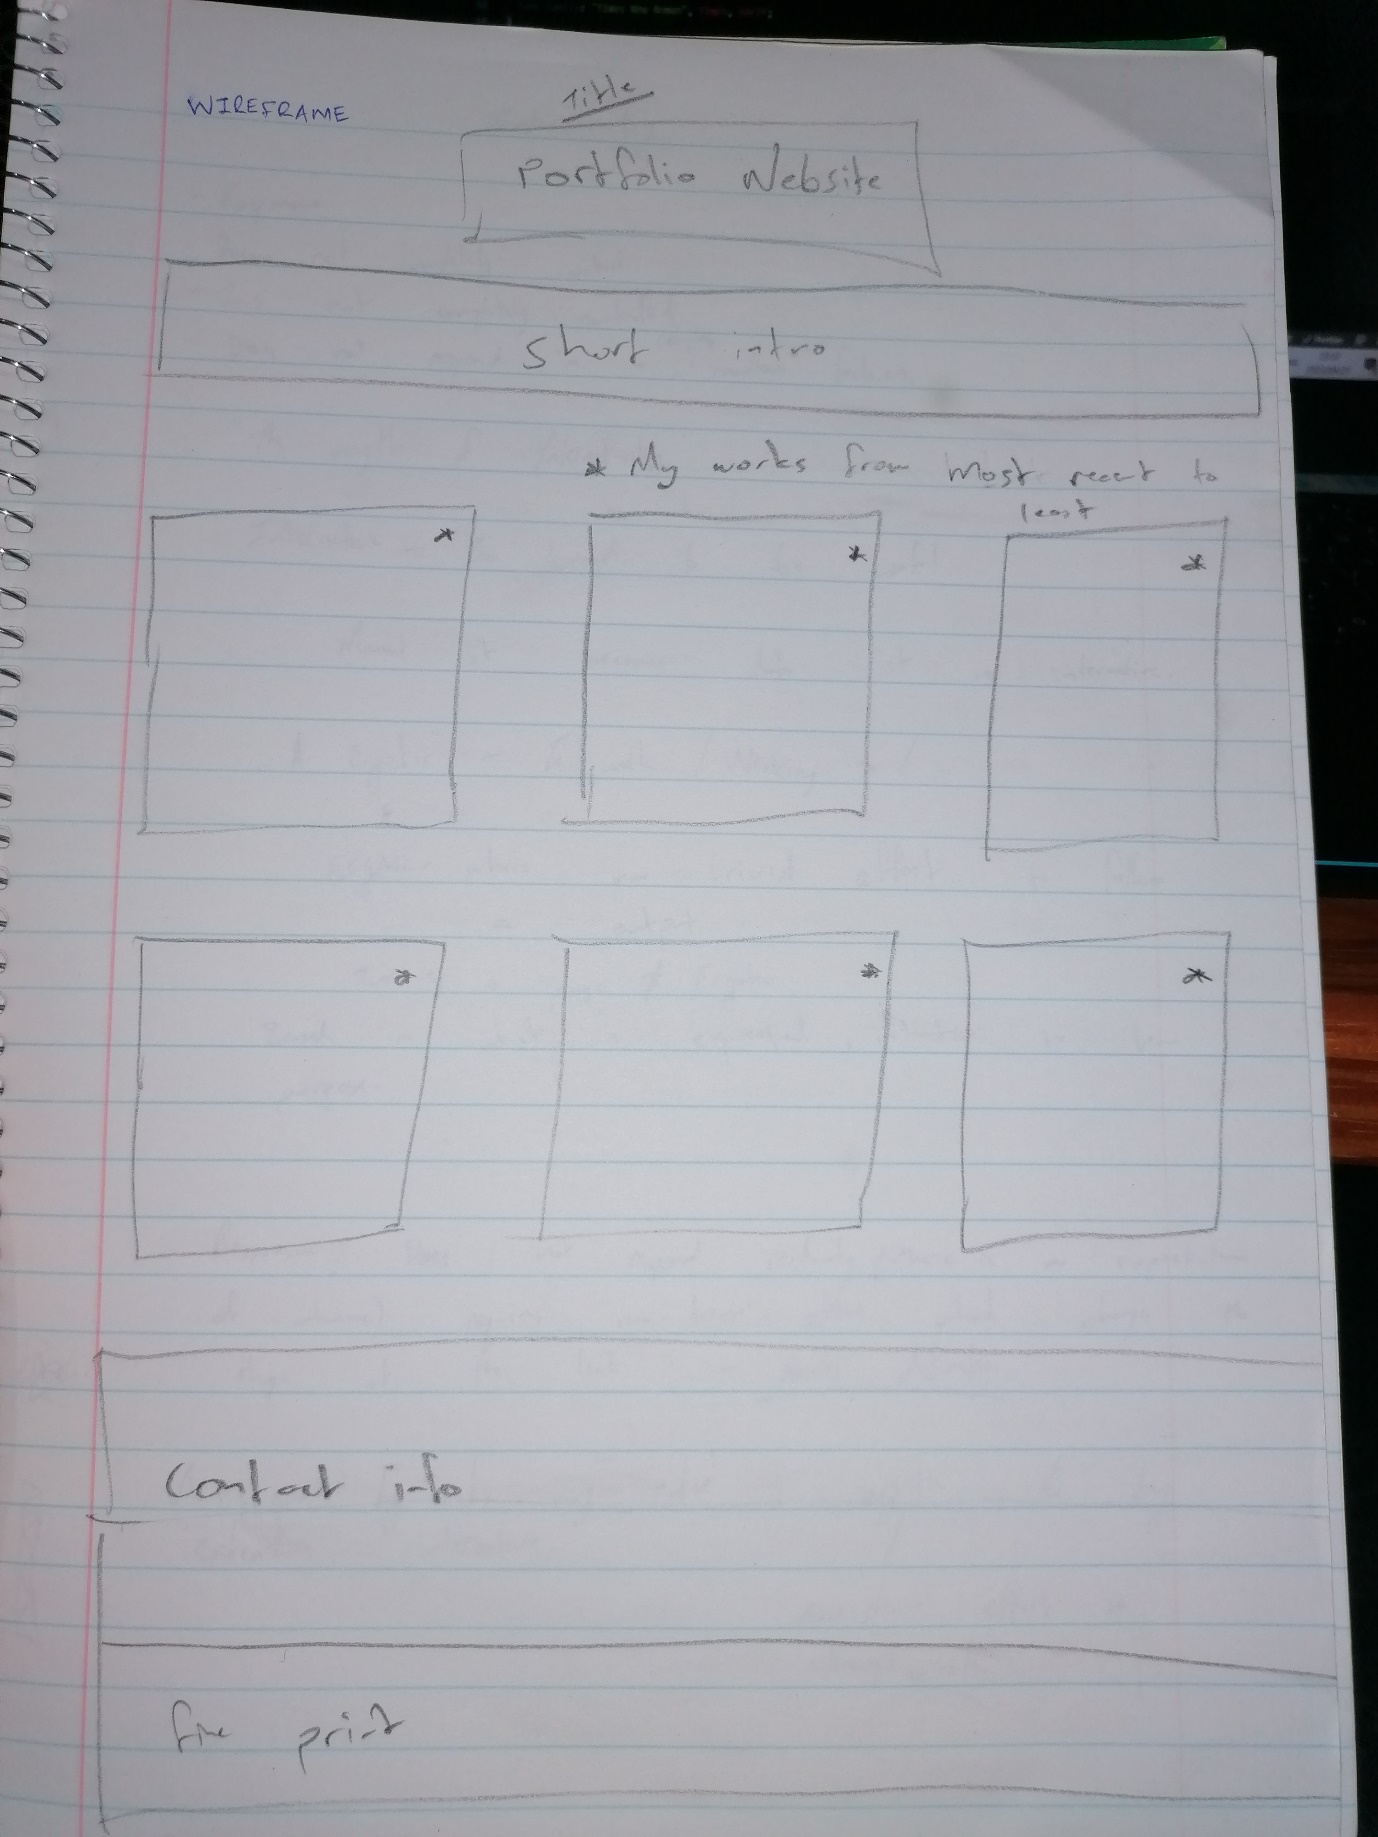 WIREFRAME
Title
Portfolio Website
Short intro
* My works from most recent to
least
*
*
*
*
*
*
Contact info
fine print